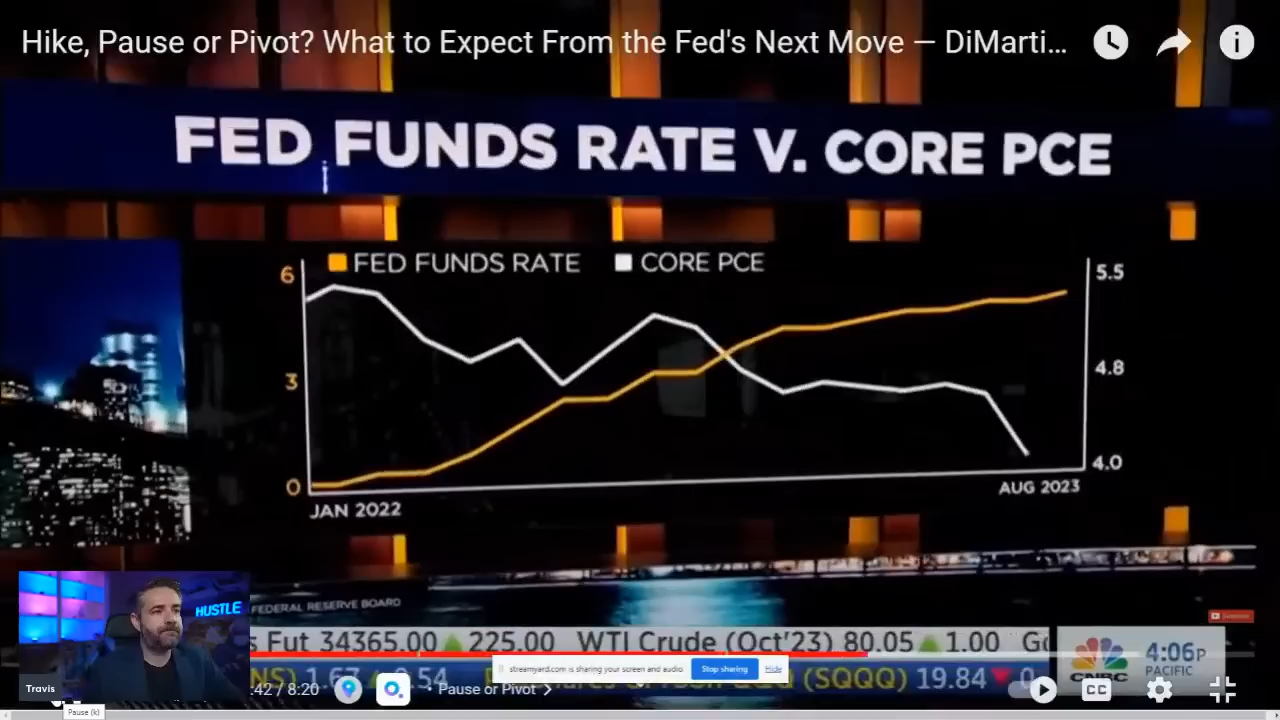 Hike, Pause or Pivot? What to Expect From the Fed's Next Move — DiMarti...
FED FUNDS RATE V. CORE PCE
FED FUNDS RATE CORE PCE
6
5.5
3
4.8
0
4.0
JAN 2022
AUG 2023
FEDERAL RESERVE BOARD
HUSTLE
s Fut 34365.00 225.00 WTI Crude (Oct'23) 80.05 1.00
4:06P
PACIFIC
CNBC
streamyard.com is sharing your screen and audio Stop sharing Hide
(SQQQ) 19.84
Travis
:42 / 8:20
Pause or Pivot
CC
Pause (k)